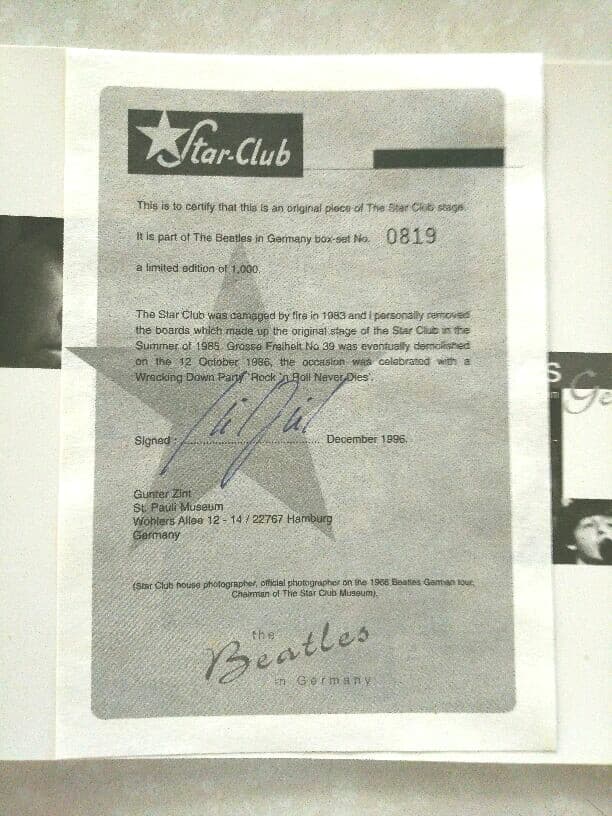 Star-Club
This is to certify that this is an original piece of The Star Club stage.
It is part of The Beatles in Germany box-set No. 0819
a limited edition of 1,000.
The Star Club was damaged by fire in 1983 and i personally removed
the boards which made up the original stage of the Star Club in the
Summer of 1985. Grosse Freiheit No 39 was eventually demolished
on the 12 October 1986, the occasion was celebrated with a
Wrecking Down Party 'Rock 'n'Roll Never Dies'.
Signed : ........................................ December 1996.
Gunter Zint
St. Pauli Museum
Wohlers Allee 12 - 14 / 22767 Hamburg
Germany
(Star Club house photographer, official photographer on the 1966 Beatles German tour,
Chairman of The Star Club Museum).
the
Beatles
in Germany
S
Ge